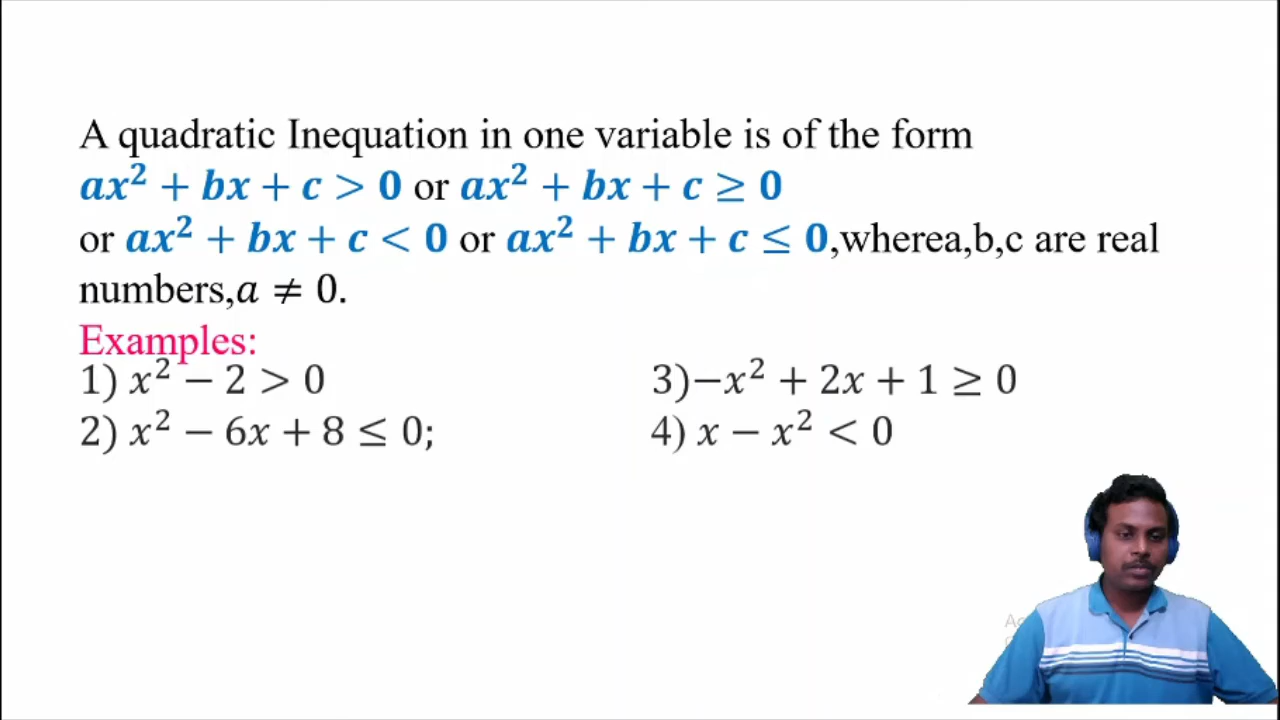 A quadratic Inequation in one variable is of the form
ax² + bx + c > 0 or ax² + bx + c ≥ 0
or ax² + bx + c < 0 or ax² + bx + c ≤ 0,wherea,b,c are real
numbers,a ≠ 0.
Examples:
1) x² − 2 > 0
2) x² − 6x + 8 ≤ 0;
3)−x² + 2x + 1 ≥ 0
4) x − x² < 0